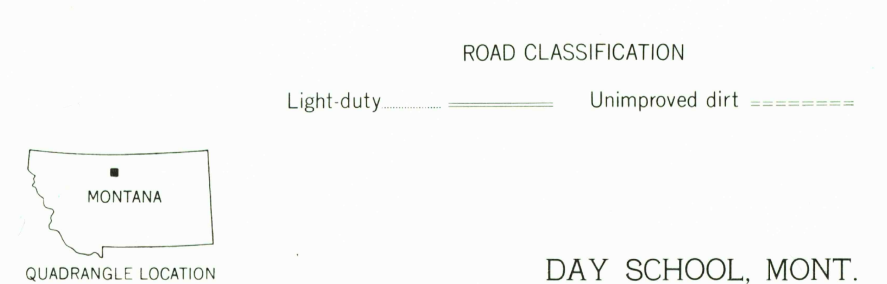 ROAD CLASSIFICATION
Light-duty Unimproved dirt
MONTANA
QUADRANGLE LOCATION
DAY SCHOOL, MONT.